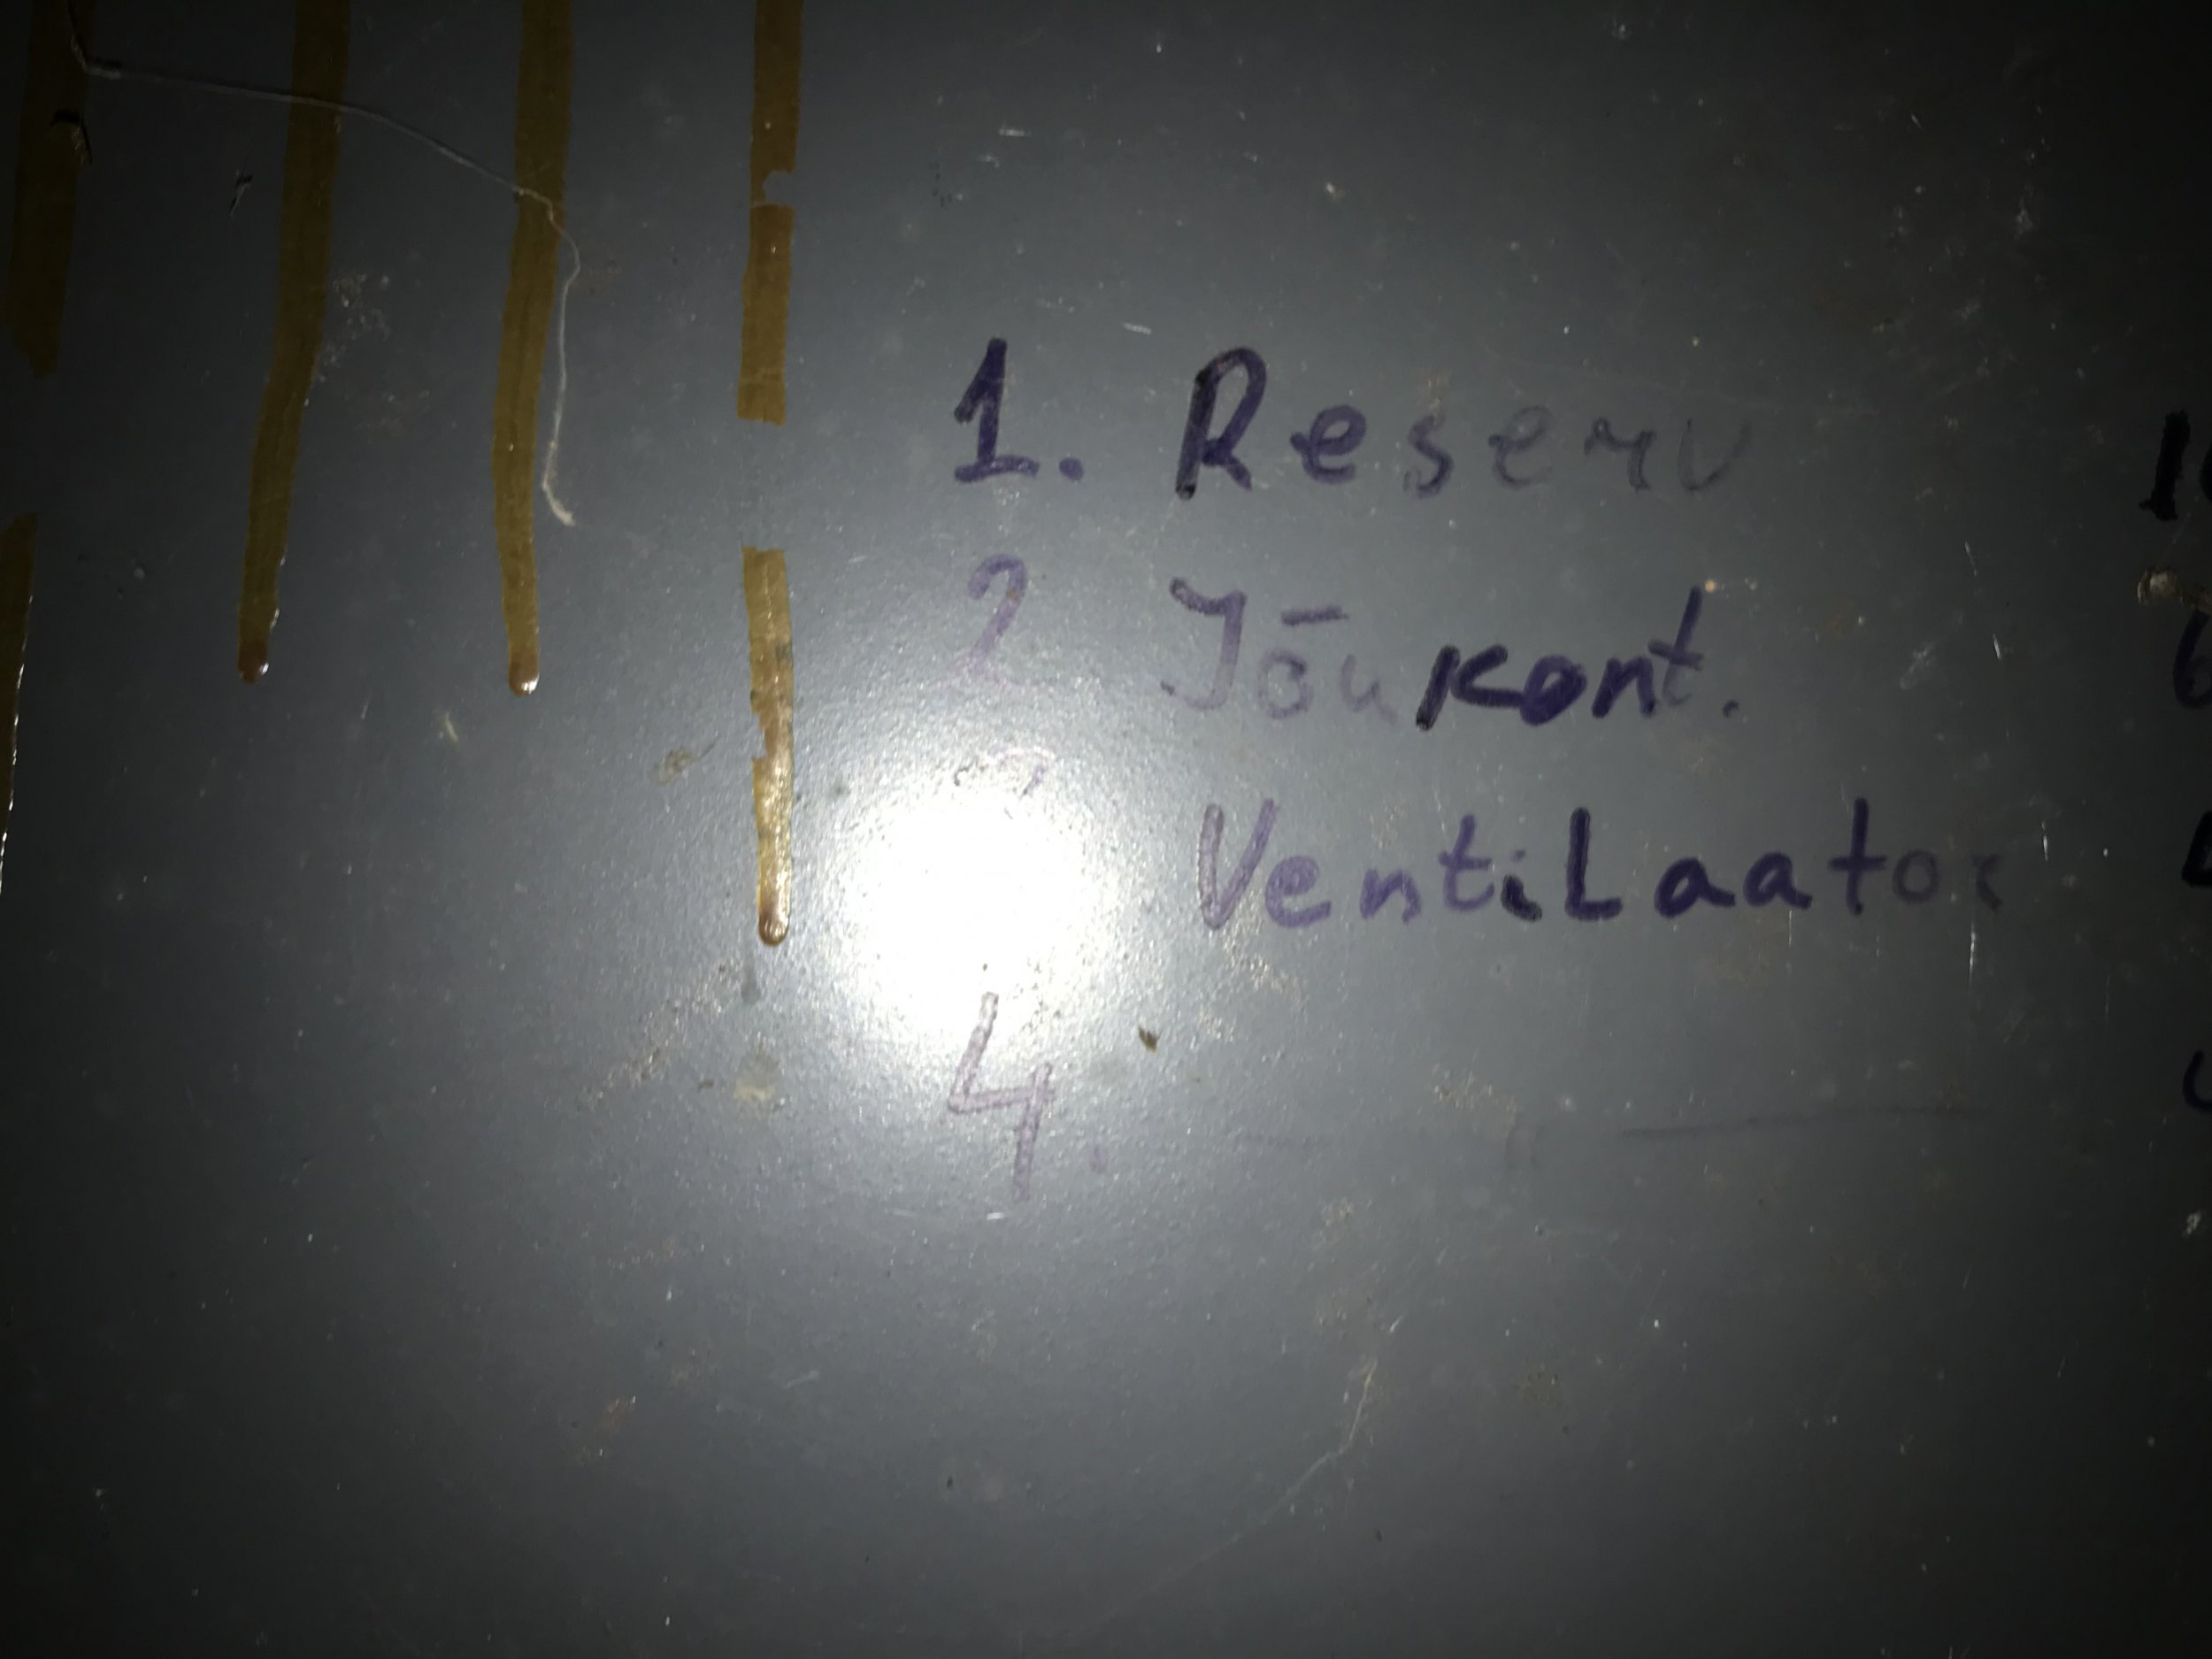 1. Reserv
2 Jõukont.
Ventilaator
4.